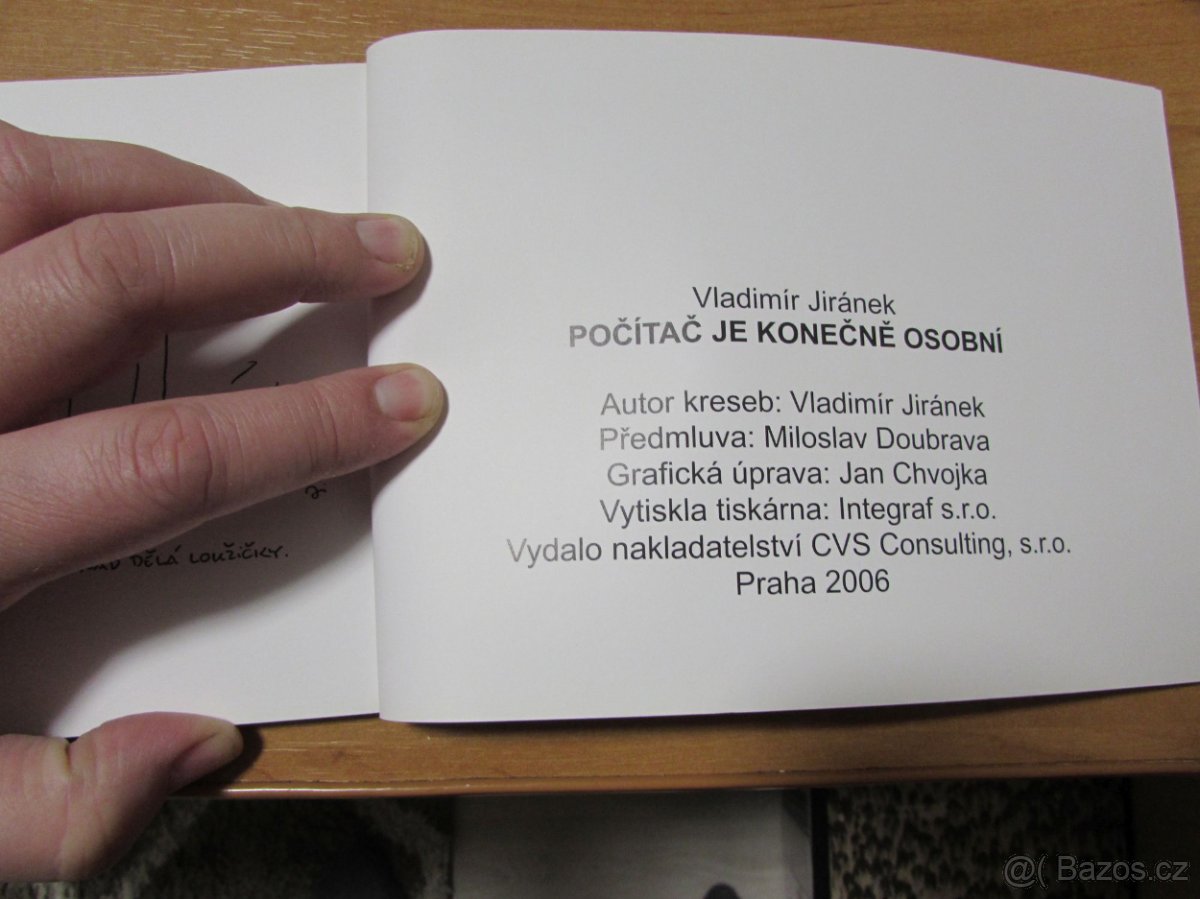 Vladimír Jiránek
POČÍTAČ JE KONEČNĚ OSOBNÍ
Autor kreseb: Vladimír Jiránek
Předmluva: Miloslav Doubrava
Grafická úprava: Jan Chvojka
Vytiskla tiskárna: Integraf s.r.o.
Vydalo nakladatelství CVS Consulting, s.r.o.
Praha 2006
DĚLÁ LOUŽIČKY.
@( Bazos.cz